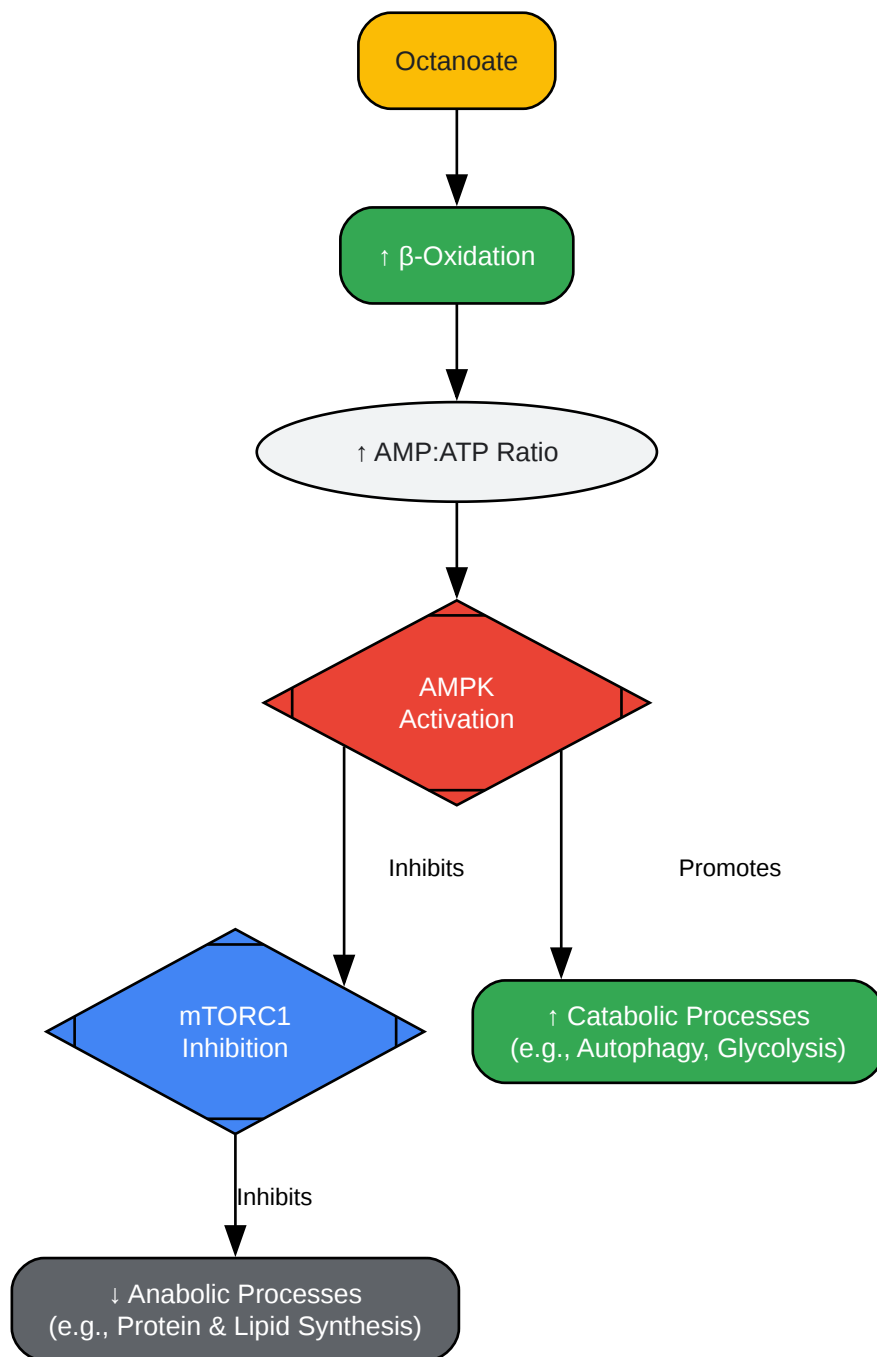 Octanoate
↑ β-Oxidation
↑ AMP:ATP Ratio
AMPK
Activation
Inhibits
Promotes
mTORC1
Inhibition
↑ Catabolic Processes
(e.g., Autophagy, Glycolysis)
Inhibits
↓ Anabolic Processes
(e.g., Protein & Lipid Synthesis)